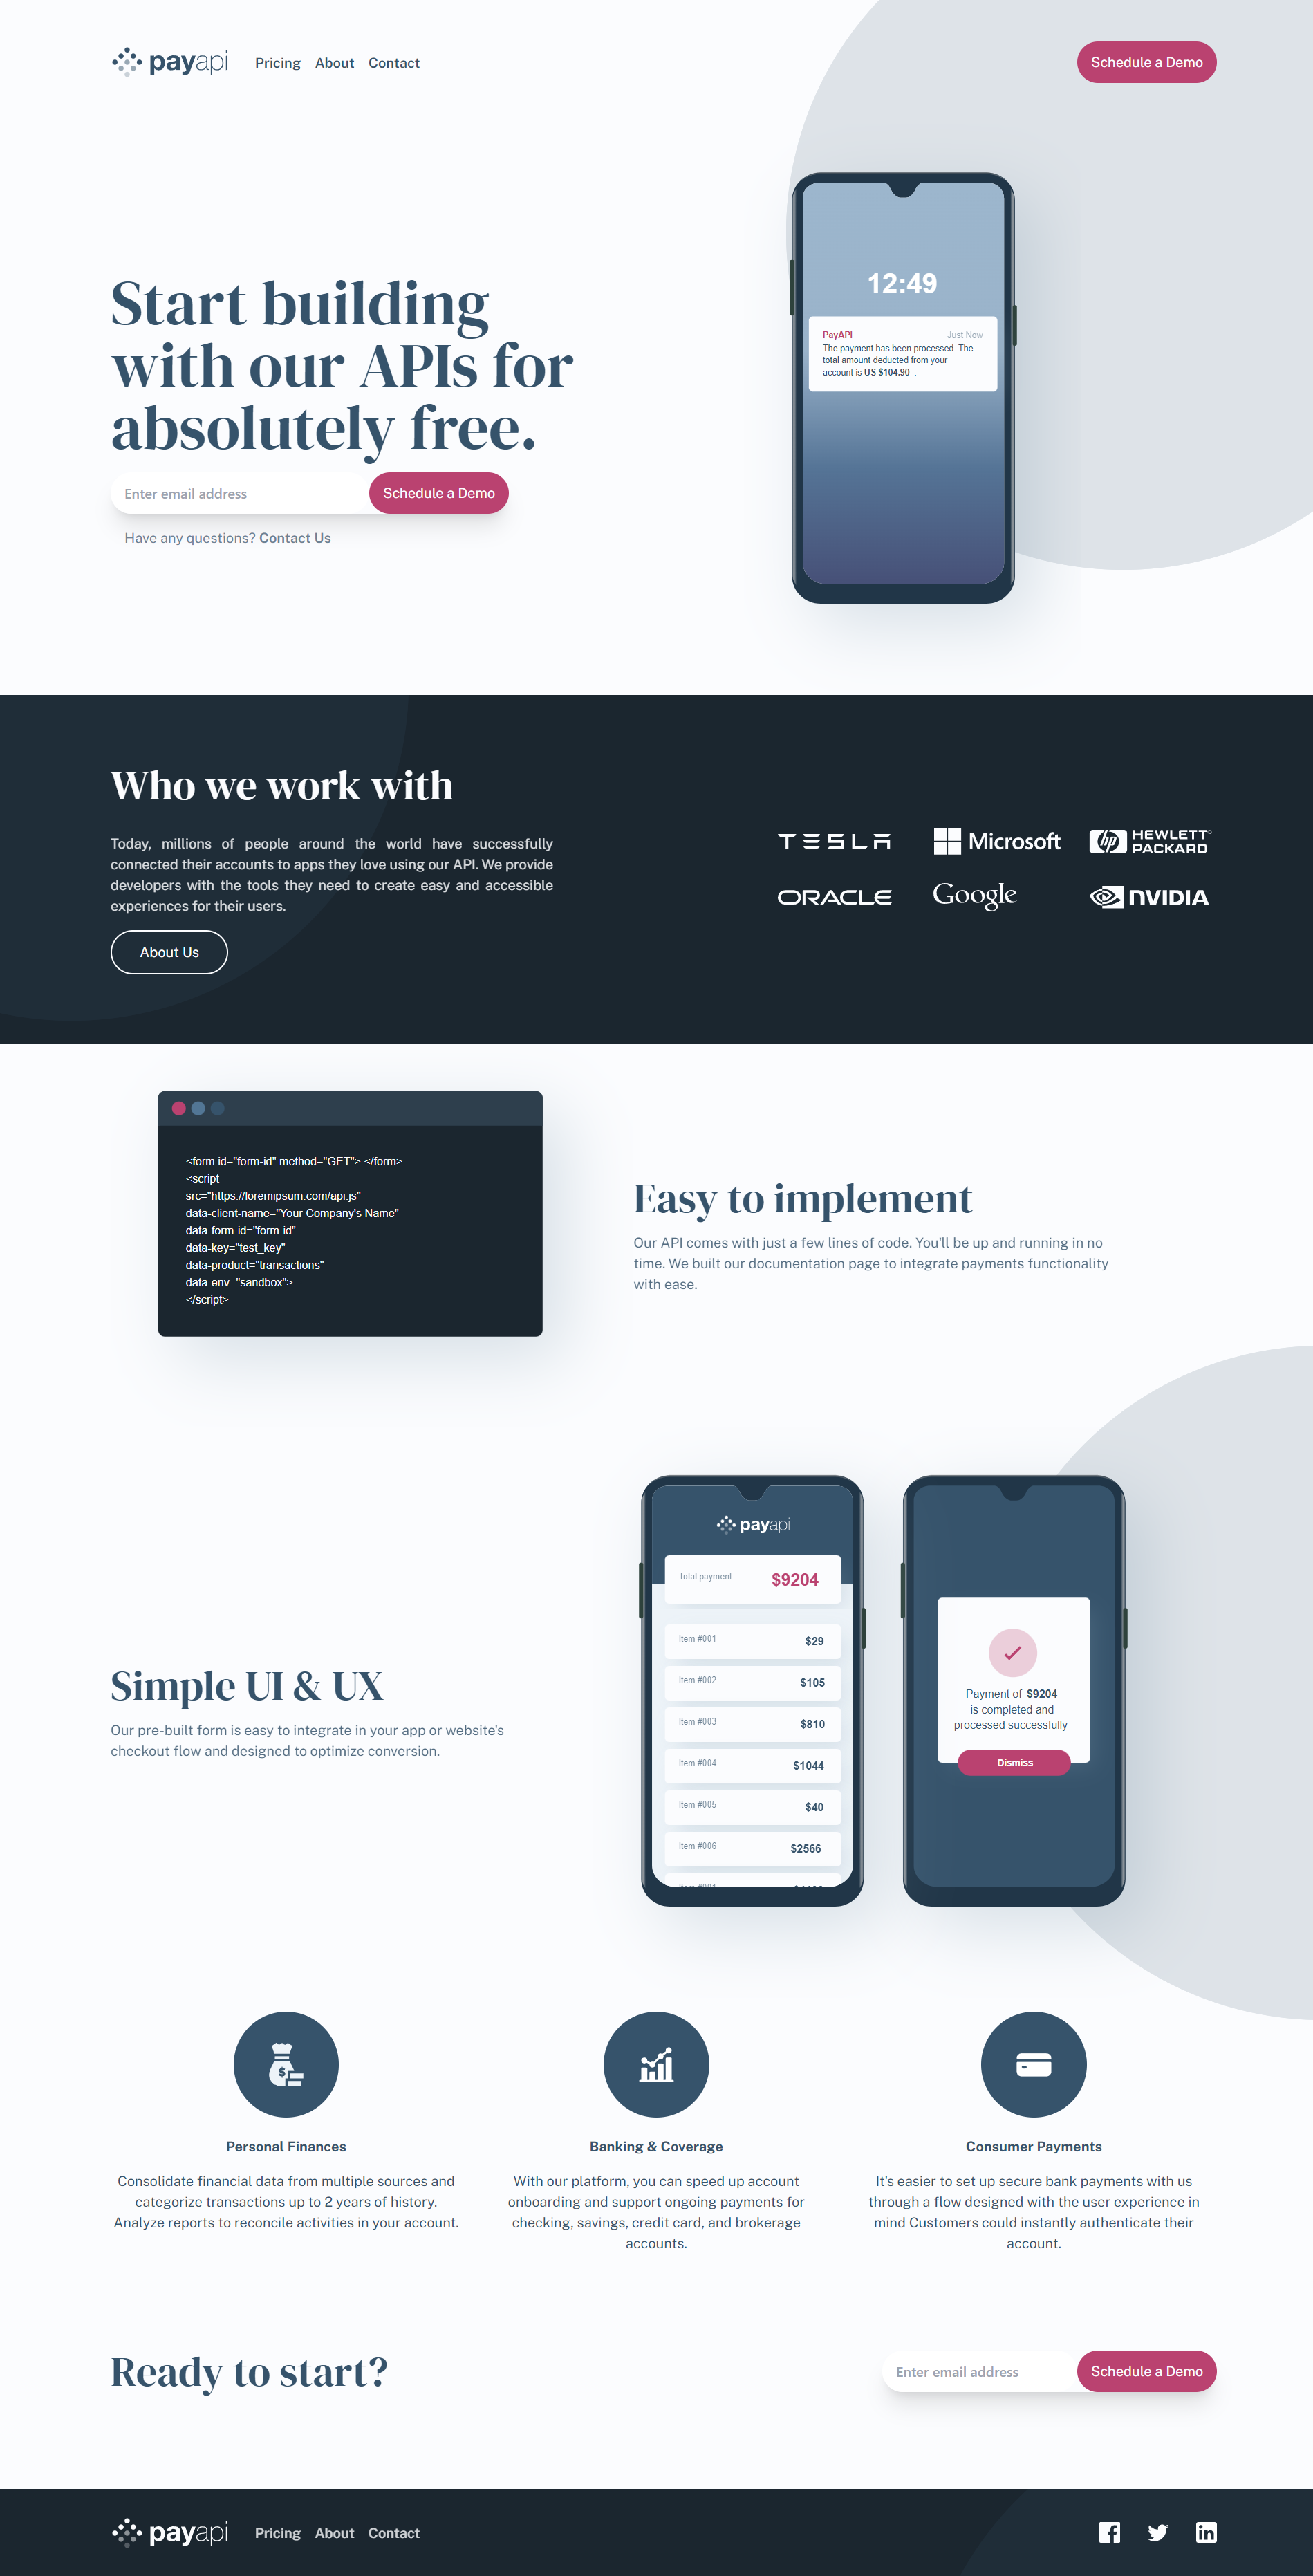 payapi Pricing About Contact Schedule a Demo
12:49
PayAPI Just Now
The payment has been processed. The
total amount deducted from your
account is US $104.90 .
Start building
with our APIs for
absolutely free.
Enter email address Schedule a Demo
Have any questions? Contact Us
Who we work with
Today, millions of people around the world have successfully
connected their accounts to apps they love using our API. We provide
developers with the tools they need to create easy and accessible
experiences for their users.
About Us
TESLA Microsoft hp HEWLETT
PACKARD
ORACLE Google NVIDIA
<form id="form-id" method="GET"> </form>
<script
src="https://loremipsum.com/api.js"
data-client-name="Your Company's Name"
data-form-id="form-id"
data-key="test_key"
data-product="transactions"
data-env="sandbox">
</script>
Easy to implement
Our API comes with just a few lines of code. You'll be up and running in no
time. We built our documentation page to integrate payments functionality
with ease.
Simple UI & UX
Our pre-built form is easy to integrate in your app or website's
checkout flow and designed to optimize conversion.
payapi
Total payment $9204
Item #001 $29
Item #002 $105
Item #003 $810
Item #004 $1044
Item #005 $40
Item #006 $2566
Payment of $9204
is completed and
processed successfully
Dismiss
Personal Finances
Consolidate financial data from multiple sources and
categorize transactions up to 2 years of history.
Analyze reports to reconcile activities in your account.
Banking & Coverage
With our platform, you can speed up account
onboarding and support ongoing payments for
checking, savings, credit card, and brokerage
accounts.
Consumer Payments
It's easier to set up secure bank payments with us
through a flow designed with the user experience in
mind Customers could instantly authenticate their
account.
Ready to start?
Enter email address Schedule a Demo
payapi Pricing About Contact